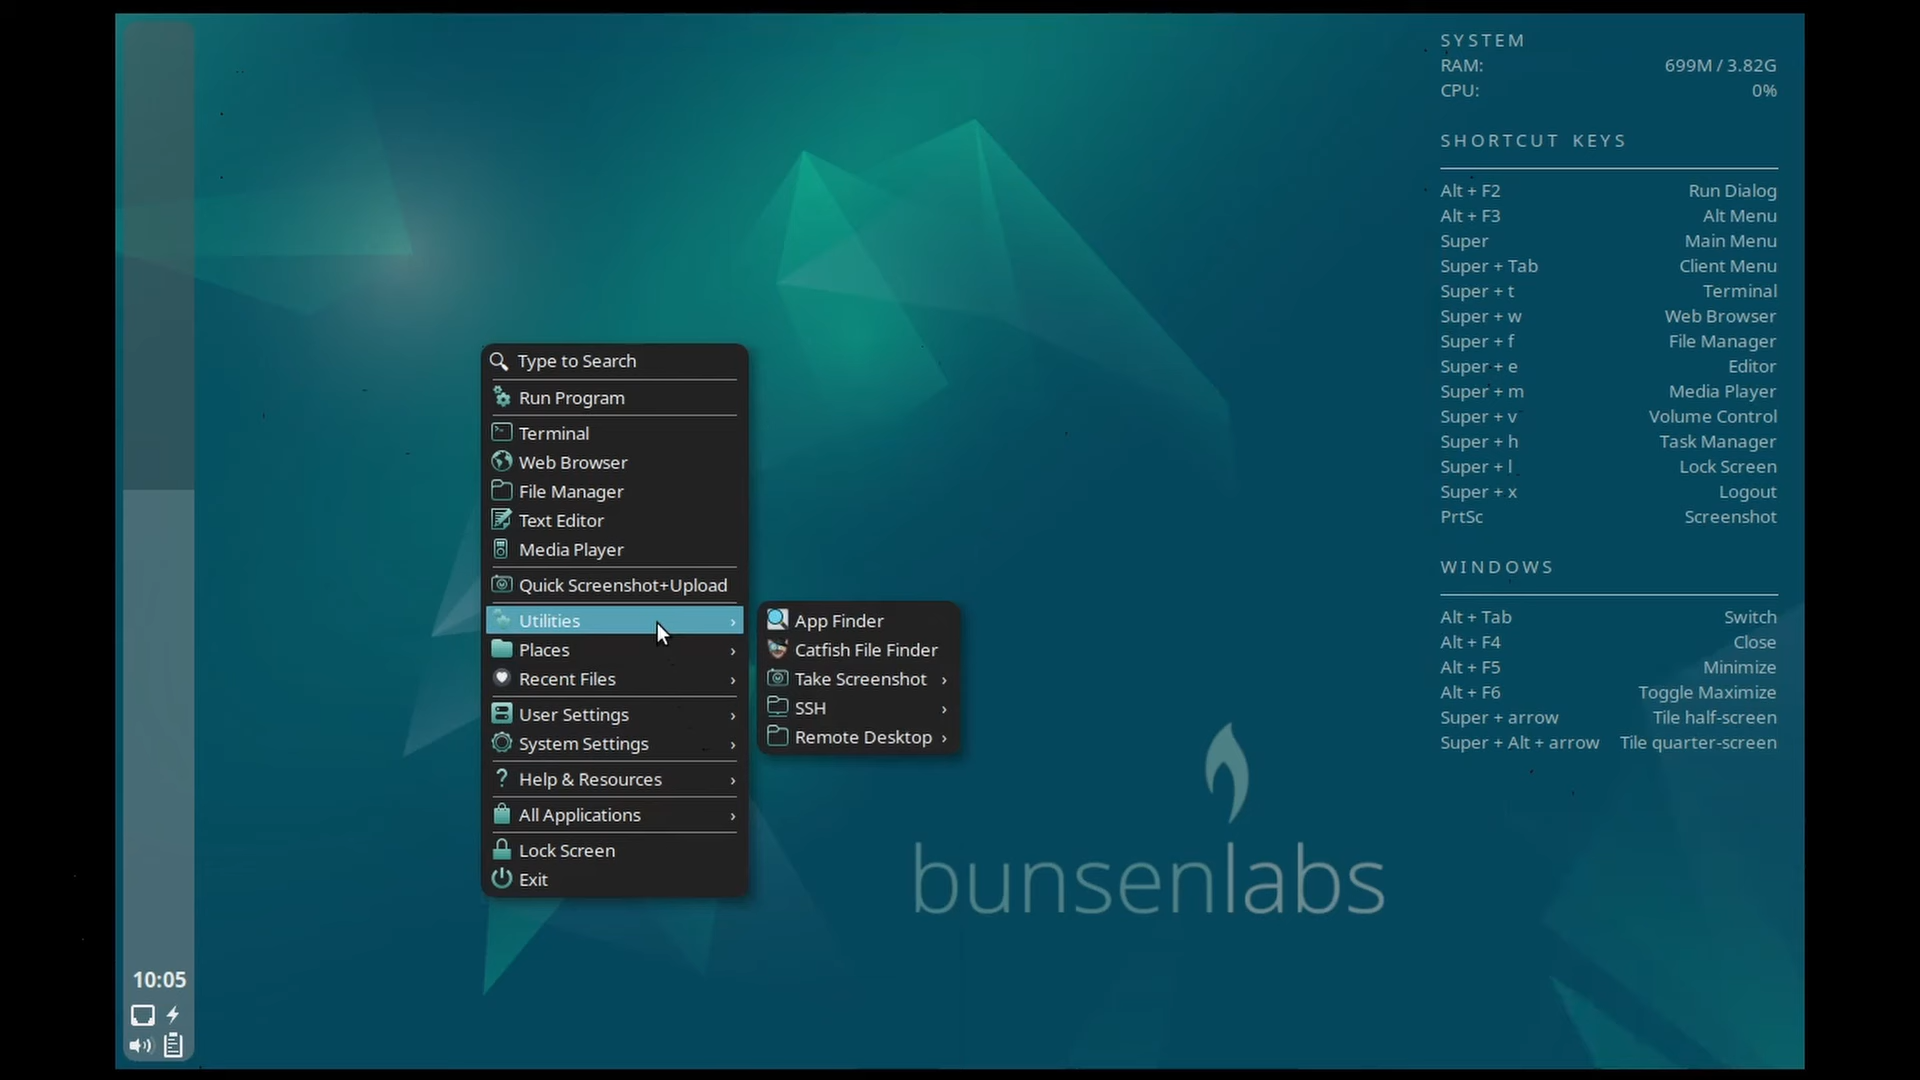 SYSTEM
RAM: 699M / 3.82G
CPU: 0%
SHORTCUT KEYS
Alt + F2 Run Dialog
Alt + F3 Alt Menu
Super Main Menu
Super + Tab Client Menu
Super + t Terminal
Super + w Web Browser
Super + f File Manager
Super + e Editor
Super + m Media Player
Super + v Volume Control
Super + h Task Manager
Super + l Lock Screen
Super + x Logout
PrtSc Screenshot
WINDOWS
Alt + Tab Switch
Alt + F4 Close
Alt + F5 Minimize
Alt + F6 Toggle Maximize
Super + arrow Tile half-screen
Super + Alt + arrow Tile quarter-screen
Type to Search
Run Program
Terminal
Web Browser
File Manager
Text Editor
Media Player
Quick Screenshot+Upload
Utilities
Places
Recent Files
User Settings
System Settings
Help & Resources
All Applications
Lock Screen
Exit
App Finder
Catfish File Finder
Take Screenshot
SSH
Remote Desktop
bunsenlabs
10:05